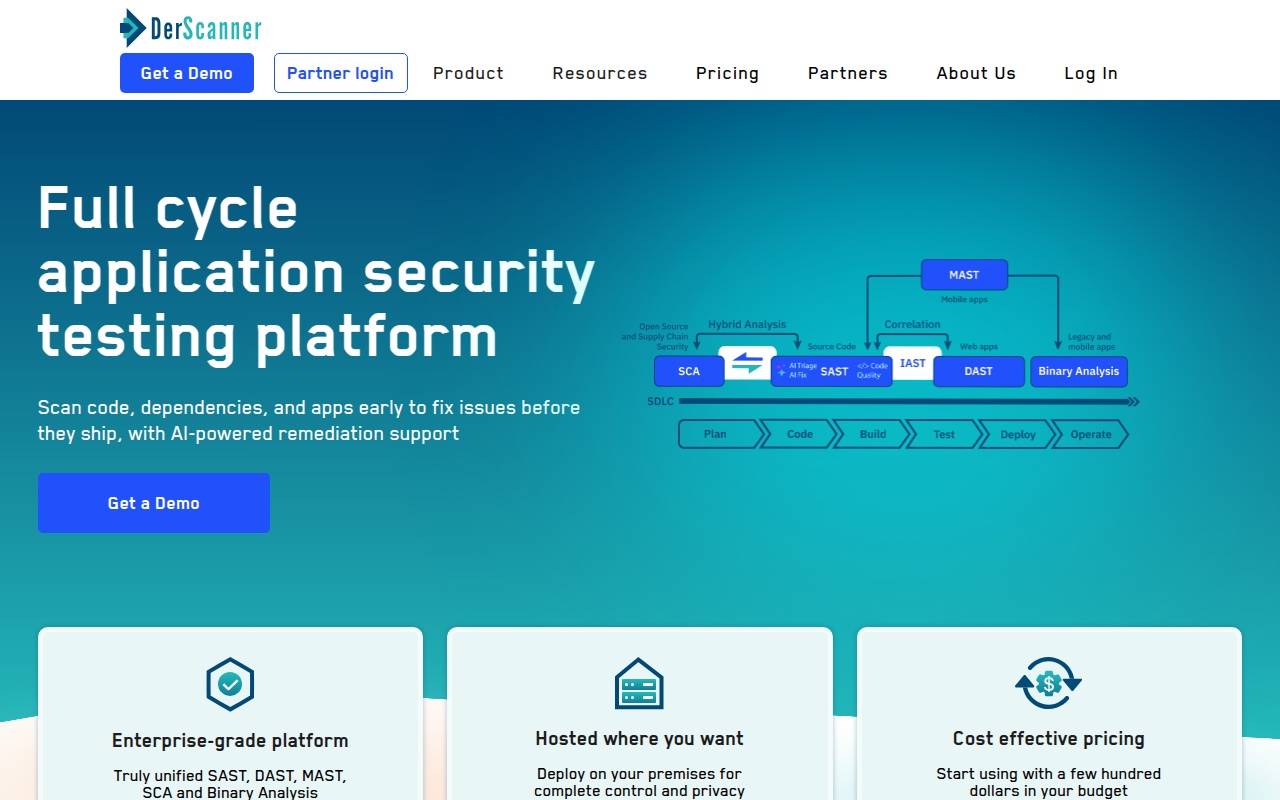 DerScanner
Get a Demo
Partner login
Product
Resources
Pricing
Partners
About Us
Log In
Full cycle
application security
testing platform
Scan code, dependencies, and apps early to fix issues before
they ship, with AI-powered remediation support
Get a Demo
MAST
Mobile apps
Open Source
and Supply Chain
Security
Hybrid Analysis
Source Code
Correlation
Web apps
Legacy and
mobile apps
SCA
AI Triage
AI Fix
SAST
</> Code
Quality
IAST
DAST
Binary Analysis
SDLC
Plan
Code
Build
Test
Deploy
Operate
Enterprise-grade platform
Truly unified SAST, DAST, MAST,
SCA and Binary Analysis
Hosted where you want
Deploy on your premises for
complete control and privacy
Cost effective pricing
Start using with a few hundred
dollars in your budget